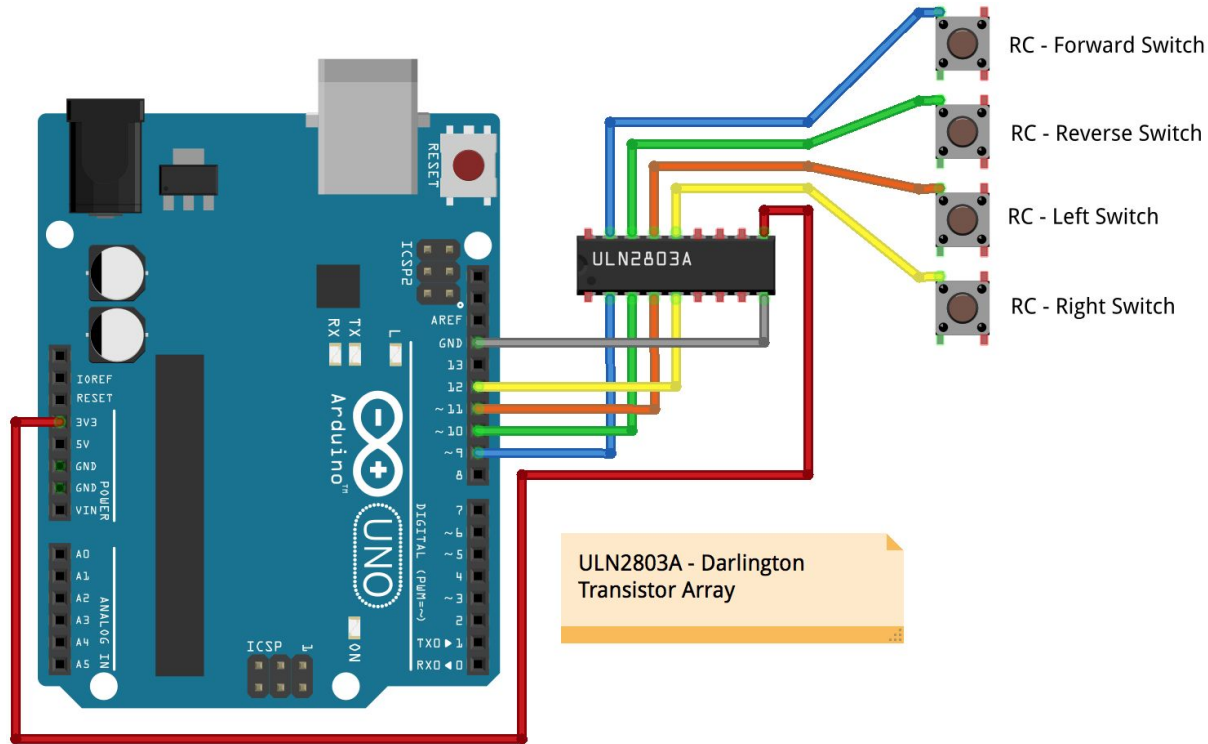 RC - Forward Switch
RC - Reverse Switch
RC - Left Switch
RC - Right Switch
RESET
ICSP2
ULN2803A
AREF
GND
13
12
~11
~10
~9
8
7
~6
~5
4
~3
2
TX0▶1
RX0◀0
RX
TX
L
IOREF
RESET
3V3
5V
GND
GND
VIN
POWER
A0
A1
A2
A3
A4
A5
ANALOG IN
Arduino™
UNO
DIGITAL (PWM=~)
ICSP
1
ON
ULN2803A - Darlington
Transistor Array